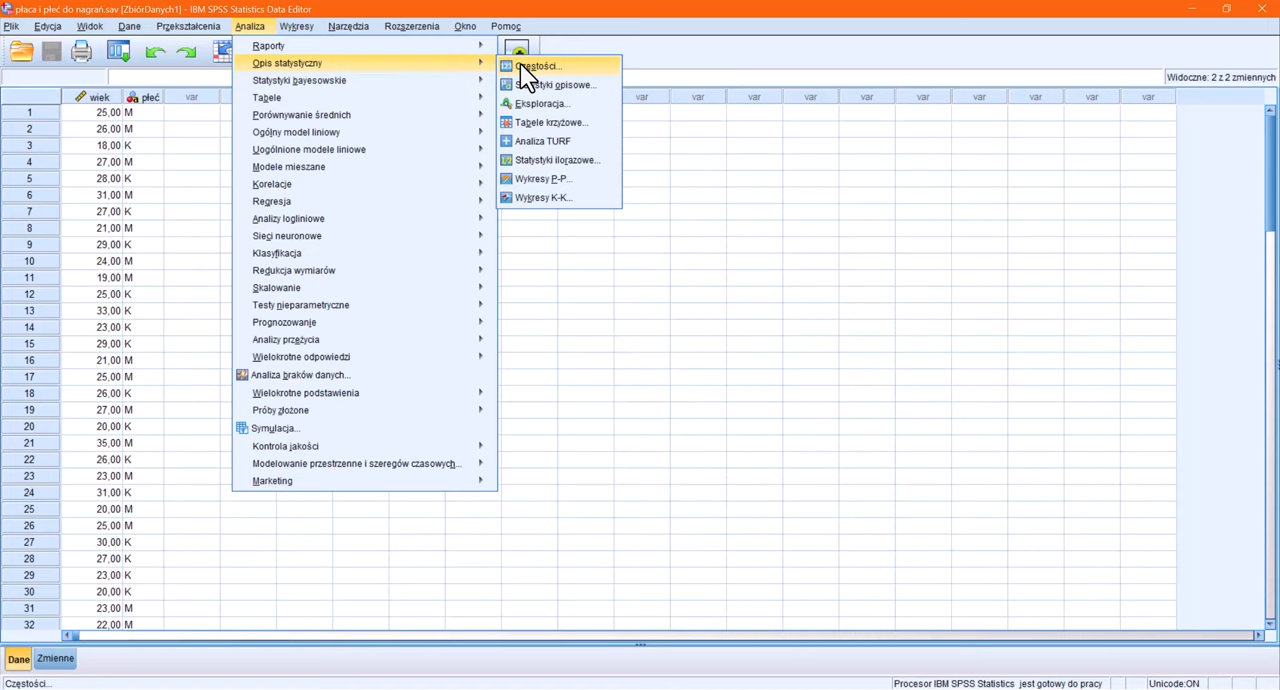 płaca i płeć do nagrań.sav [ZbiórDanych1] - IBM SPSS Statistics Data Editor
Plik Edycja Widok Dane Przekształcenia Analiza Wykresy Narzędzia Rozszerzenia Okno Pomoc
Widoczne: 2 z 2 zmiennych
wiek płeć var var var var var var var var var var var
Raporty
Opis statystyczny
Statystyki bayesowskie
Tabele
Porównywanie średnich
Ogólny model liniowy
Uogólnione modele liniowe
Modele mieszane
Korelacje
Regresja
Analizy logliniowe
Sieci neuronowe
Klasyfikacja
Redukcja wymiarów
Skalowanie
Testy nieparametryczne
Prognozowanie
Analizy przeżycia
Wielokrotne odpowiedzi
Analiza braków danych...
Wielokrotne podstawienia
Próby złożone
Symulacja...
Kontrola jakości
Modelowanie przestrzenne i szeregów czasowych...
Marketing
Częstości...
Statystyki opisowe...
Eksploracja...
Tabele krzyżowe...
Analiza TURF
Statystyki ilorazowe...
Wykresy P-P...
Wykresy K-K...
1 25,00 M
2 26,00 M
3 18,00 K
4 27,00 M
5 28,00 K
6 31,00 M
7 27,00 K
8 21,00 M
9 29,00 K
10 24,00 M
11 19,00 M
12 25,00 K
13 33,00 K
14 23,00 K
15 29,00 K
16 21,00 M
17 25,00 M
18 26,00 K
19 27,00 M
20 20,00 K
21 35,00 M
22 26,00 K
23 23,00 M
24 31,00 K
25 20,00 M
26 25,00 M
27 30,00 K
28 27,00 K
29 23,00 K
30 20,00 K
31 23,00 M
32 22,00 M
Dane Zmienne
Częstości...
Procesor IBM SPSS Statistics jest gotowy do pracy
Unicode:ON